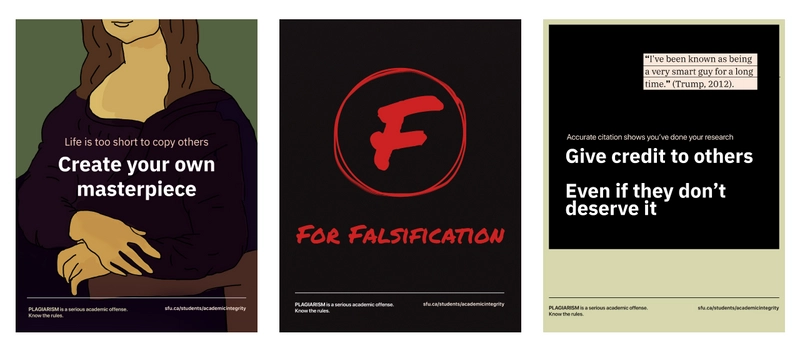 Life is too short to copy others
Create your own
masterpiece
PLAGIARISM is a serious academic offense.
Know the rules.
sfu.ca/students/academicintegrity
F
For Falsification
PLAGIARISM is a serious academic offense.
Know the rules.
sfu.ca/students/academicintegrity
“I’ve been known as being
a very smart guy for a long
time.” (Trump, 2012).
Accurate citation shows you’ve done your research
Give credit to others
Even if they don’t
deserve it
PLAGIARISM is a serious academic offense.
Know the rules.
sfu.ca/students/academicintegrity